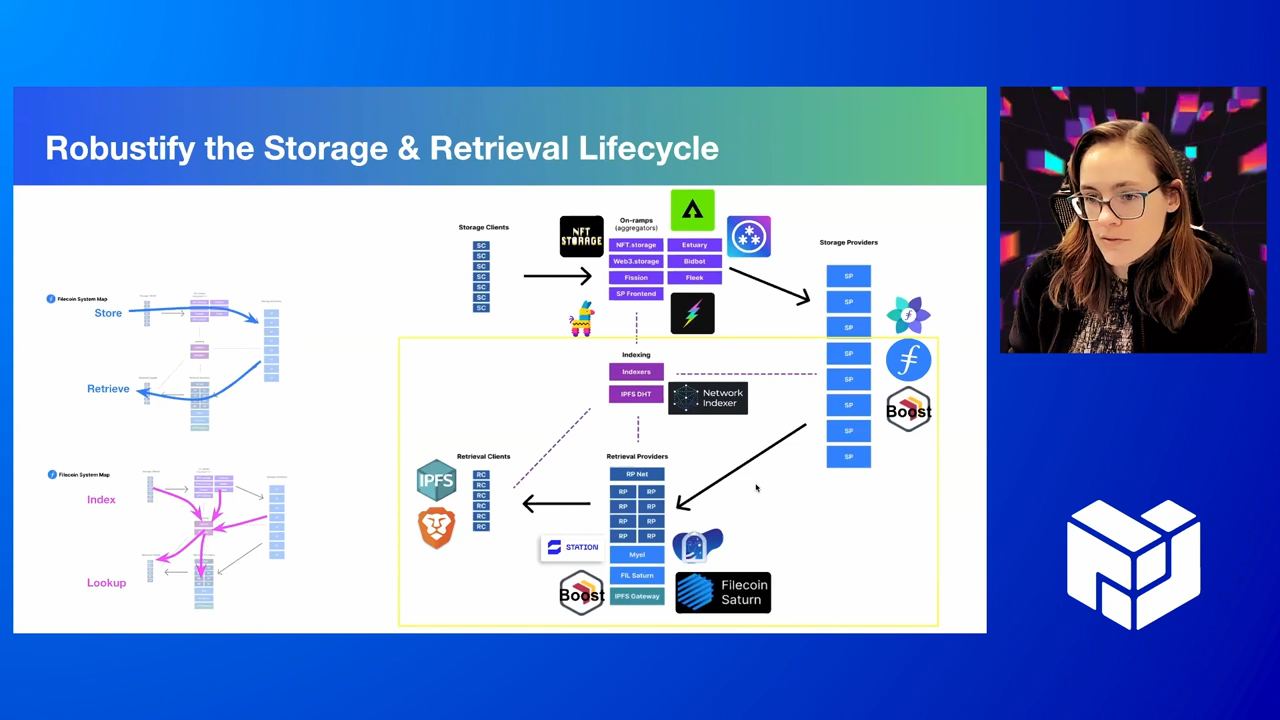 Robustify the Storage & Retrieval Lifecycle
Filecoin System Map
Store
Retrieve
Filecoin System Map
Index
Lookup
Storage Clients
SC
SC
SC
SC
SC
SC
SC
NFT
STORAGE
On-ramps
(aggregators)
NFT.storage
Estuary
Web3.storage
Bidbot
Fission
Fleek
SP Frontend
Storage Providers
SP
SP
SP
SP
SP
SP
SP
SP
Boost
Indexing
Indexers
IPFS DHT
Network
Indexer
Retrieval Clients
RC
RC
RC
RC
RC
RC
IPFS
Retrieval Providers
RP Net
RP RP
RP RP
RP RP
RP RP
Myel
FIL Saturn
IPFS Gateway
STATION
Boost
Filecoin
Saturn